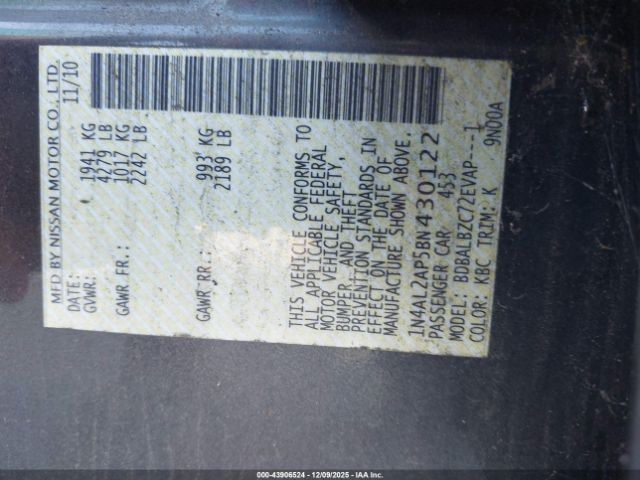 MFD BY NISSAN MOTOR CO., LTD.
DATE: 11/10
GVWR: 1941 KG
4279 LB
GAWR FR.: 1017 KG
2242 LB
GAWR RR.: 993 KG
2189 LB
THIS VEHICLE CONFORMS TO
ALL APPLICABLE FEDERAL
MOTOR VEHICLE SAFETY,
BUMPER, AND THEFT
PREVENTION STANDARDS IN
EFFECT ON THE DATE OF
MANUFACTURE SHOWN ABOVE.
1N4AL2AP5BN430122
PASSENGER CAR 453
MODEL: BDBALBZC72EVAP---1
COLOR: KBC TRIM: K 9N00A
000-43906524 | 12/09/2025 - IAA Inc.